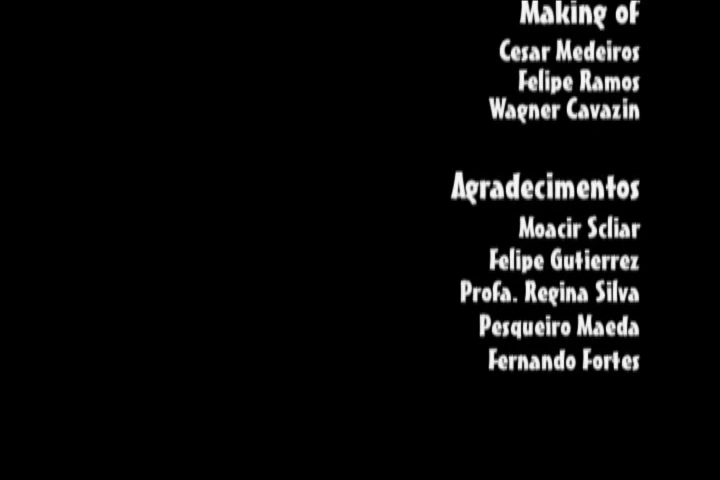 Making of
Cesar Medeiros
Felipe Ramos
Wagner Cavazin
Agradecimentos
Moacir Scliar
Felipe Gutierrez
Profa. Regina Silva
Pesqueiro Maeda
Fernando Fortes